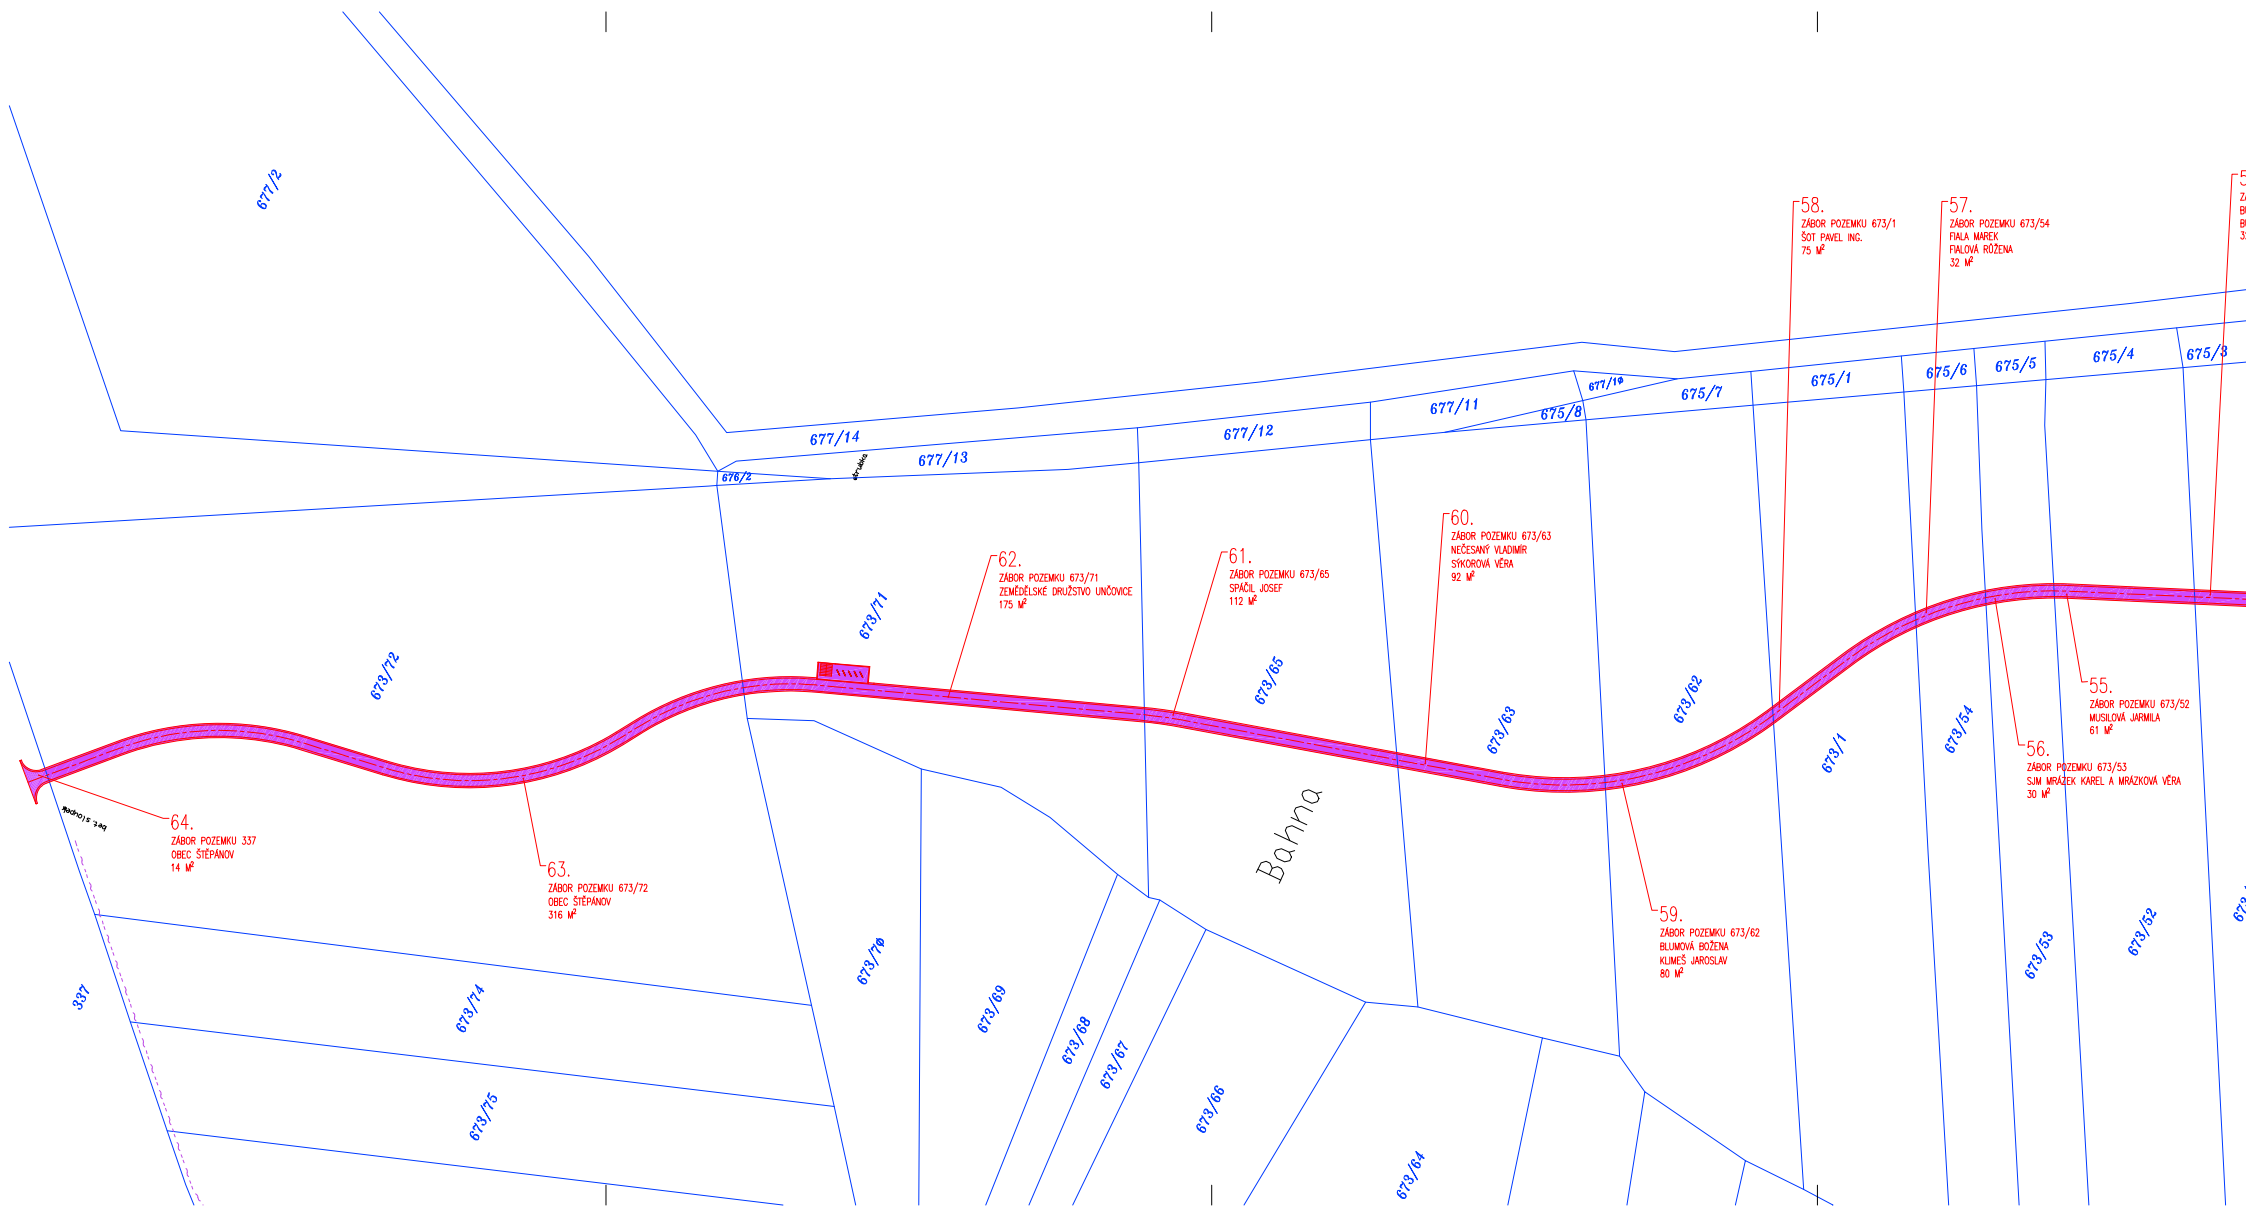 677/2
58.
ZÁBOR POZEMKU 673/1
ŠOT PAVEL ING.
75 M²
57.
ZÁBOR POZEMKU 673/54
FIALA MAREK
FIALOVÁ RŮŽENA
32 M²
677/14
677/13
676/2
677/12
677/11
677/10
675/8
675/7
675/1
675/6
675/5
675/4
675/3
62.
ZÁBOR POZEMKU 673/71
ZEMĚDĚLSKÉ DRUŽSTVO UNČOVICE
175 M²
61.
ZÁBOR POZEMKU 673/65
SPÁČIL JOSEF
112 M²
60.
ZÁBOR POZEMKU 673/63
NEČESANÝ VLADIMÍR
SÝKOROVÁ VĚRA
92 M²
673/72
673/71
673/65
673/63
673/62
673/1
673/54
55.
ZÁBOR POZEMKU 673/52
MUSILOVÁ JARMILA
61 M²
56.
ZÁBOR POZEMKU 673/53
SJM MRÁZEK KAREL A MRÁZKOVÁ VĚRA
30 M²
bet. sloupek
64.
ZÁBOR POZEMKU 337
OBEC ŠTĚPÁNOV
14 M²
63.
ZÁBOR POZEMKU 673/72
OBEC ŠTĚPÁNOV
316 M²
Bahna
59.
ZÁBOR POZEMKU 673/62
BLUMOVÁ BOŽENA
KLIMEŠ JAROSLAV
80 M²
337
673/74
673/75
673/70
673/69
673/68
673/67
673/66
673/64
673/53
673/52